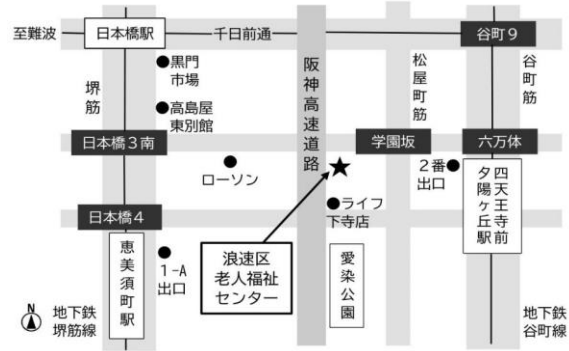 至難波
日本橋駅
千日前通
谷町9
黒門
市場
堺筋
高島屋
東別館
阪神高速道路
松屋町筋
谷町筋
日本橋3南
学園坂
六万体
ローソン
2番
出口
四天王寺前
夕陽ヶ丘駅
日本橋4
ライフ
下寺店
恵美須町駅
1-A
出口
浪速区
老人福祉
センター
愛染公園
N
地下鉄
堺筋線
地下鉄
谷町線